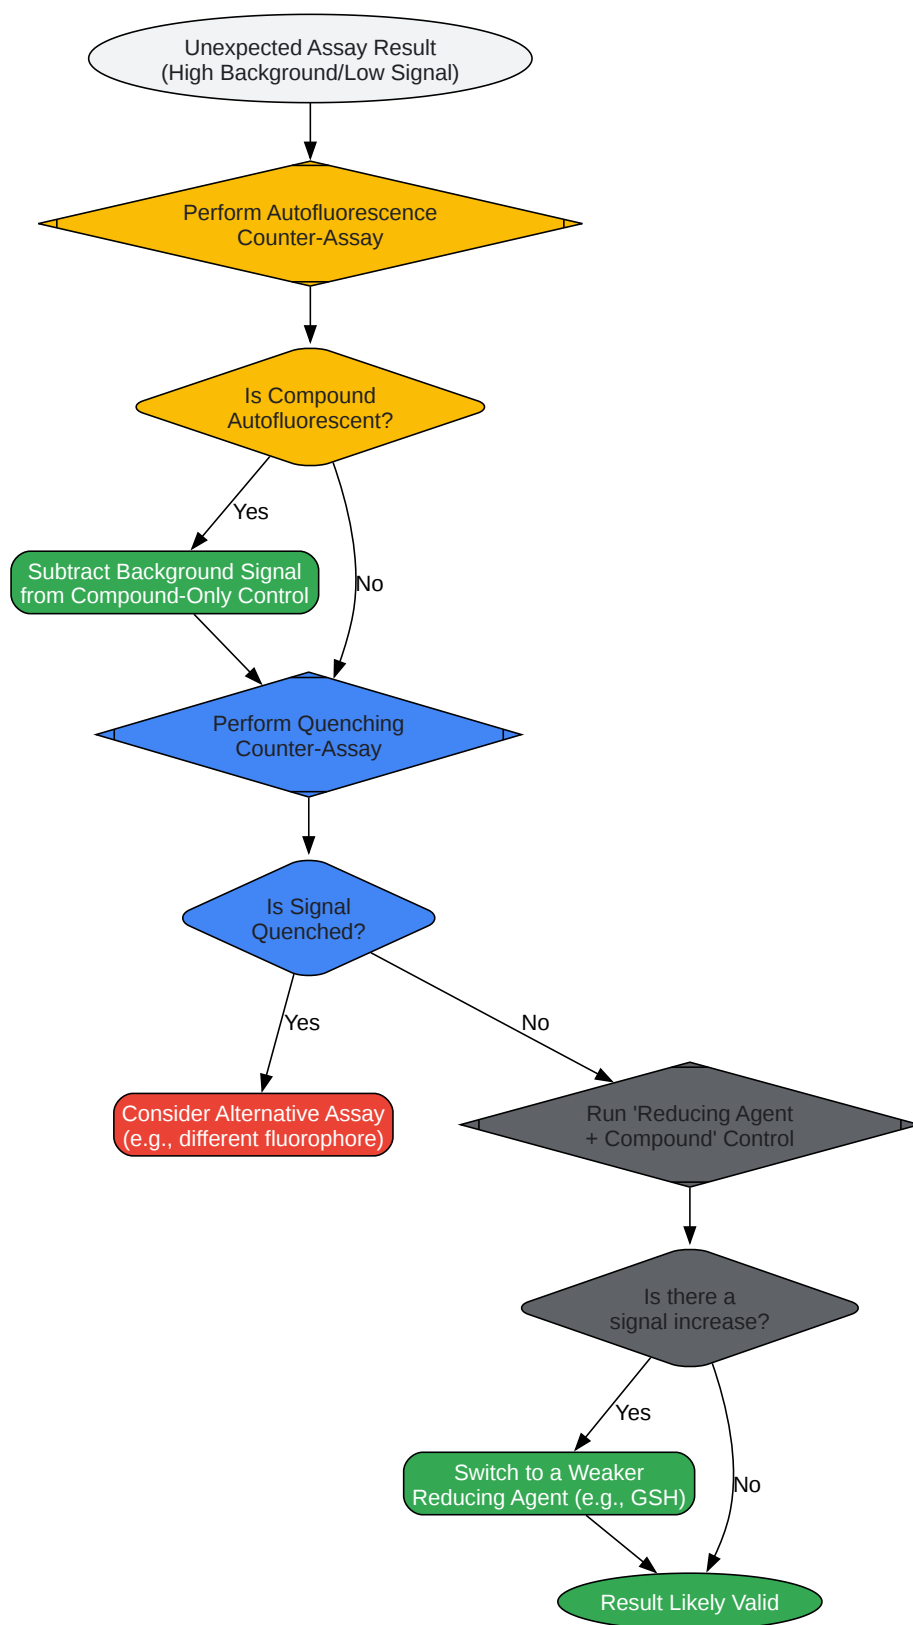 Unexpected Assay Result
(High Background/Low Signal)
Perform Autofluorescence
Counter-Assay
Is Compound
Autofluorescent?
Yes
No
Subtract Background Signal
from Compound-Only Control
Perform Quenching
Counter-Assay
Is Signal
Quenched?
Yes
No
Consider Alternative Assay
(e.g., different fluorophore)
Run 'Reducing Agent
+ Compound' Control
Is there a
signal increase?
Yes
No
Switch to a Weaker
Reducing Agent (e.g., GSH)
Result Likely Valid